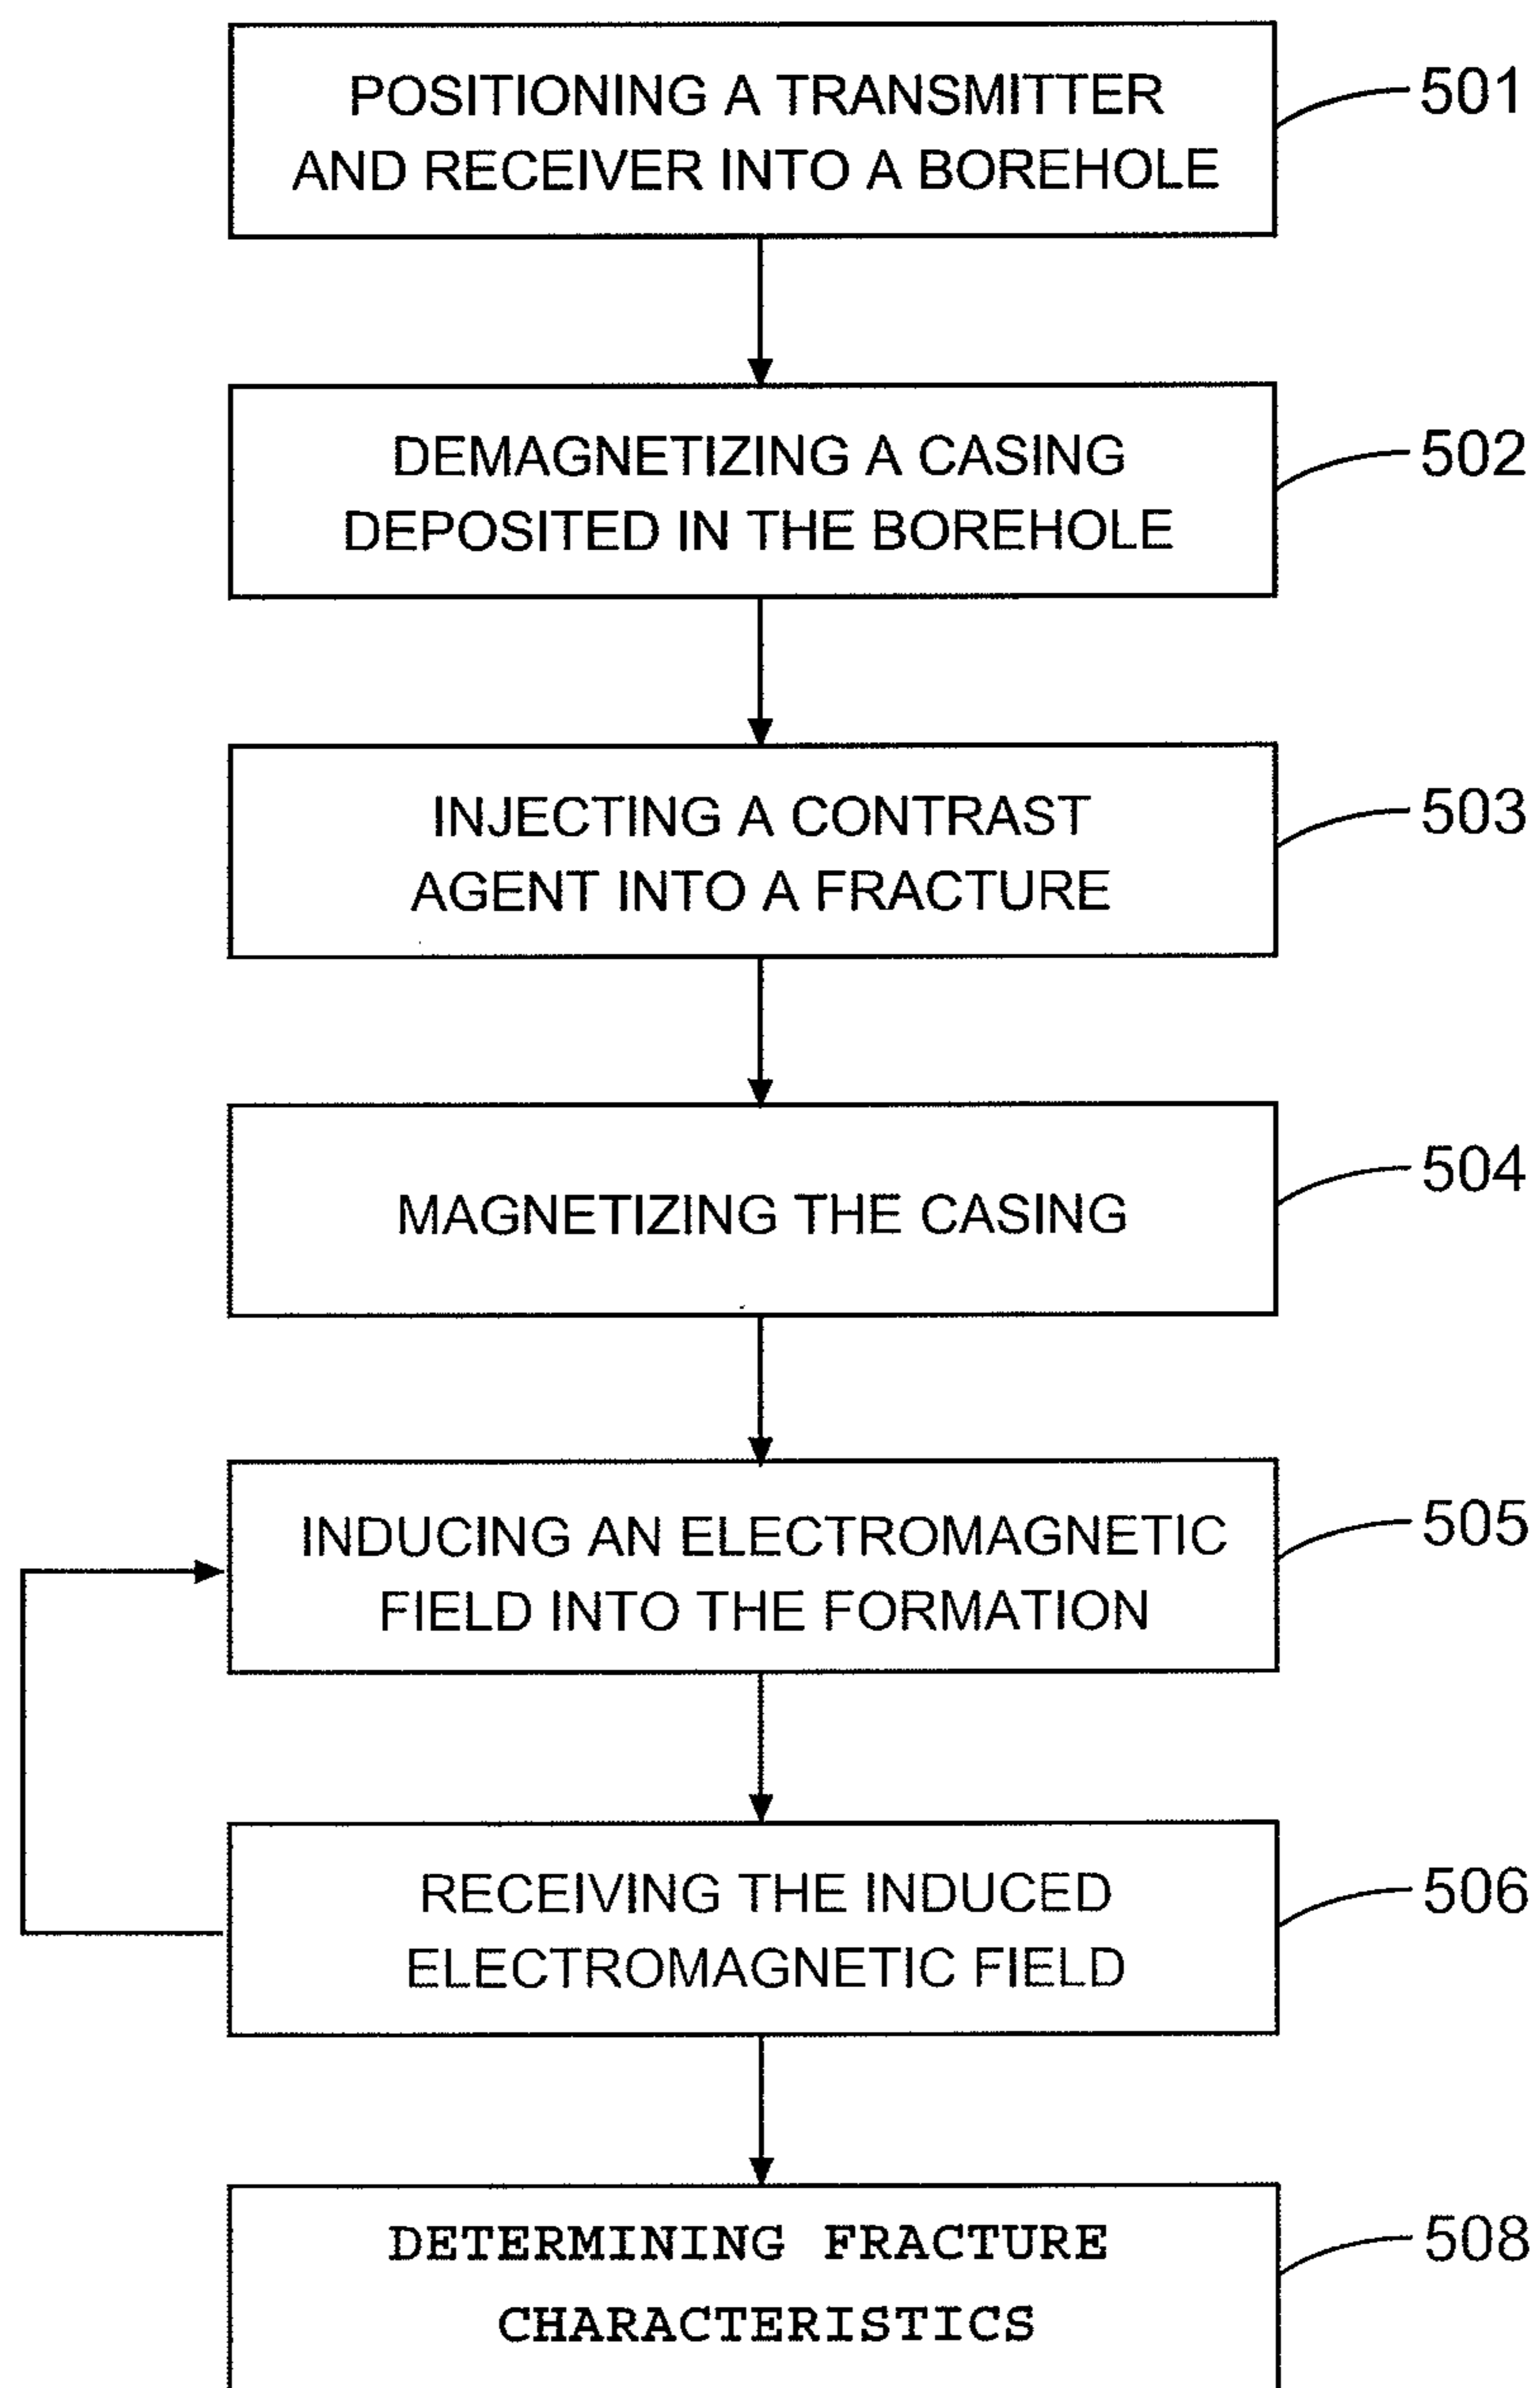 POSITIONING A TRANSMITTER
AND RECEIVER INTO A BOREHOLE
501
DEMAGNETIZING A CASING
DEPOSITED IN THE BOREHOLE
502
INJECTING A CONTRAST
AGENT INTO A FRACTURE
503
MAGNETIZING THE CASING
504
INDUCING AN ELECTROMAGNETIC
FIELD INTO THE FORMATION
505
RECEIVING THE INDUCED
ELECTROMAGNETIC FIELD
506
DETERMINING FRACTURE
CHARACTERISTICS
508